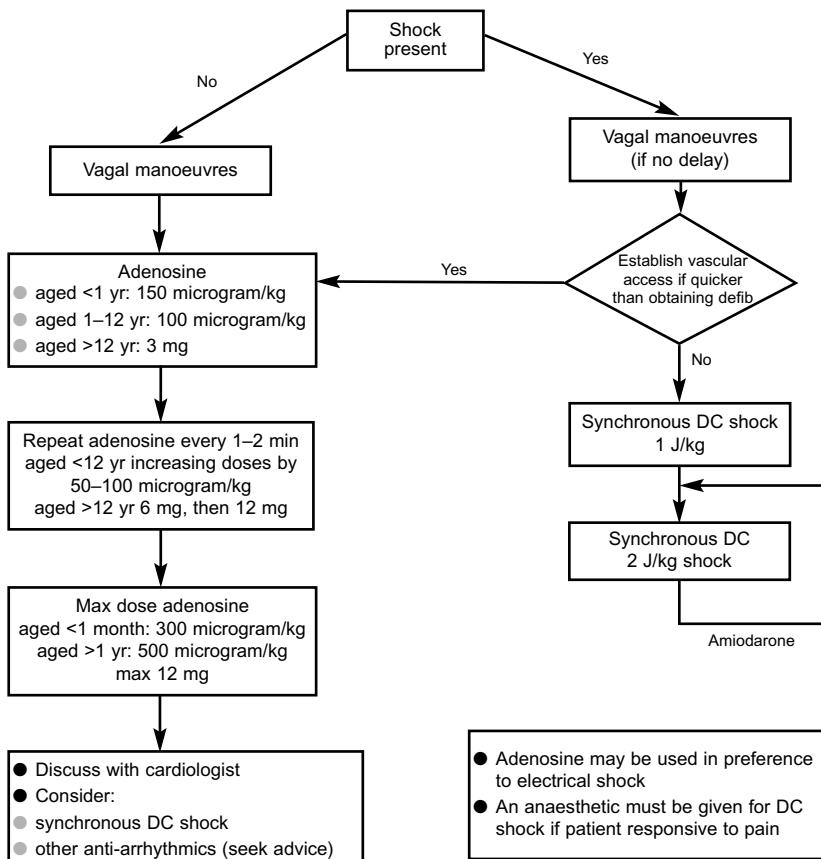 Shock
present
No
Yes
Vagal manoeuvres
Vagal manoeuvres
(if no delay)
Adenosine
● aged <1 yr: 150 microgram/kg
● aged 1–12 yr: 100 microgram/kg
● aged >12 yr: 3 mg
Yes
Establish vascular
access if quicker
than obtaining defib
No
Repeat adenosine every 1–2 min
aged <12 yr increasing doses by
50–100 microgram/kg
aged >12 yr 6 mg, then 12 mg
Synchronous DC shock
1 J/kg
Synchronous DC
2 J/kg shock
Amiodarone
Max dose adenosine
aged <1 month: 300 microgram/kg
aged >1 yr: 500 microgram/kg
max 12 mg
● Discuss with cardiologist
● Consider:
● synchronous DC shock
● other anti-arrhythmics (seek advice)
● Adenosine may be used in preference
to electrical shock
● An anaesthetic must be given for DC
shock if patient responsive to pain